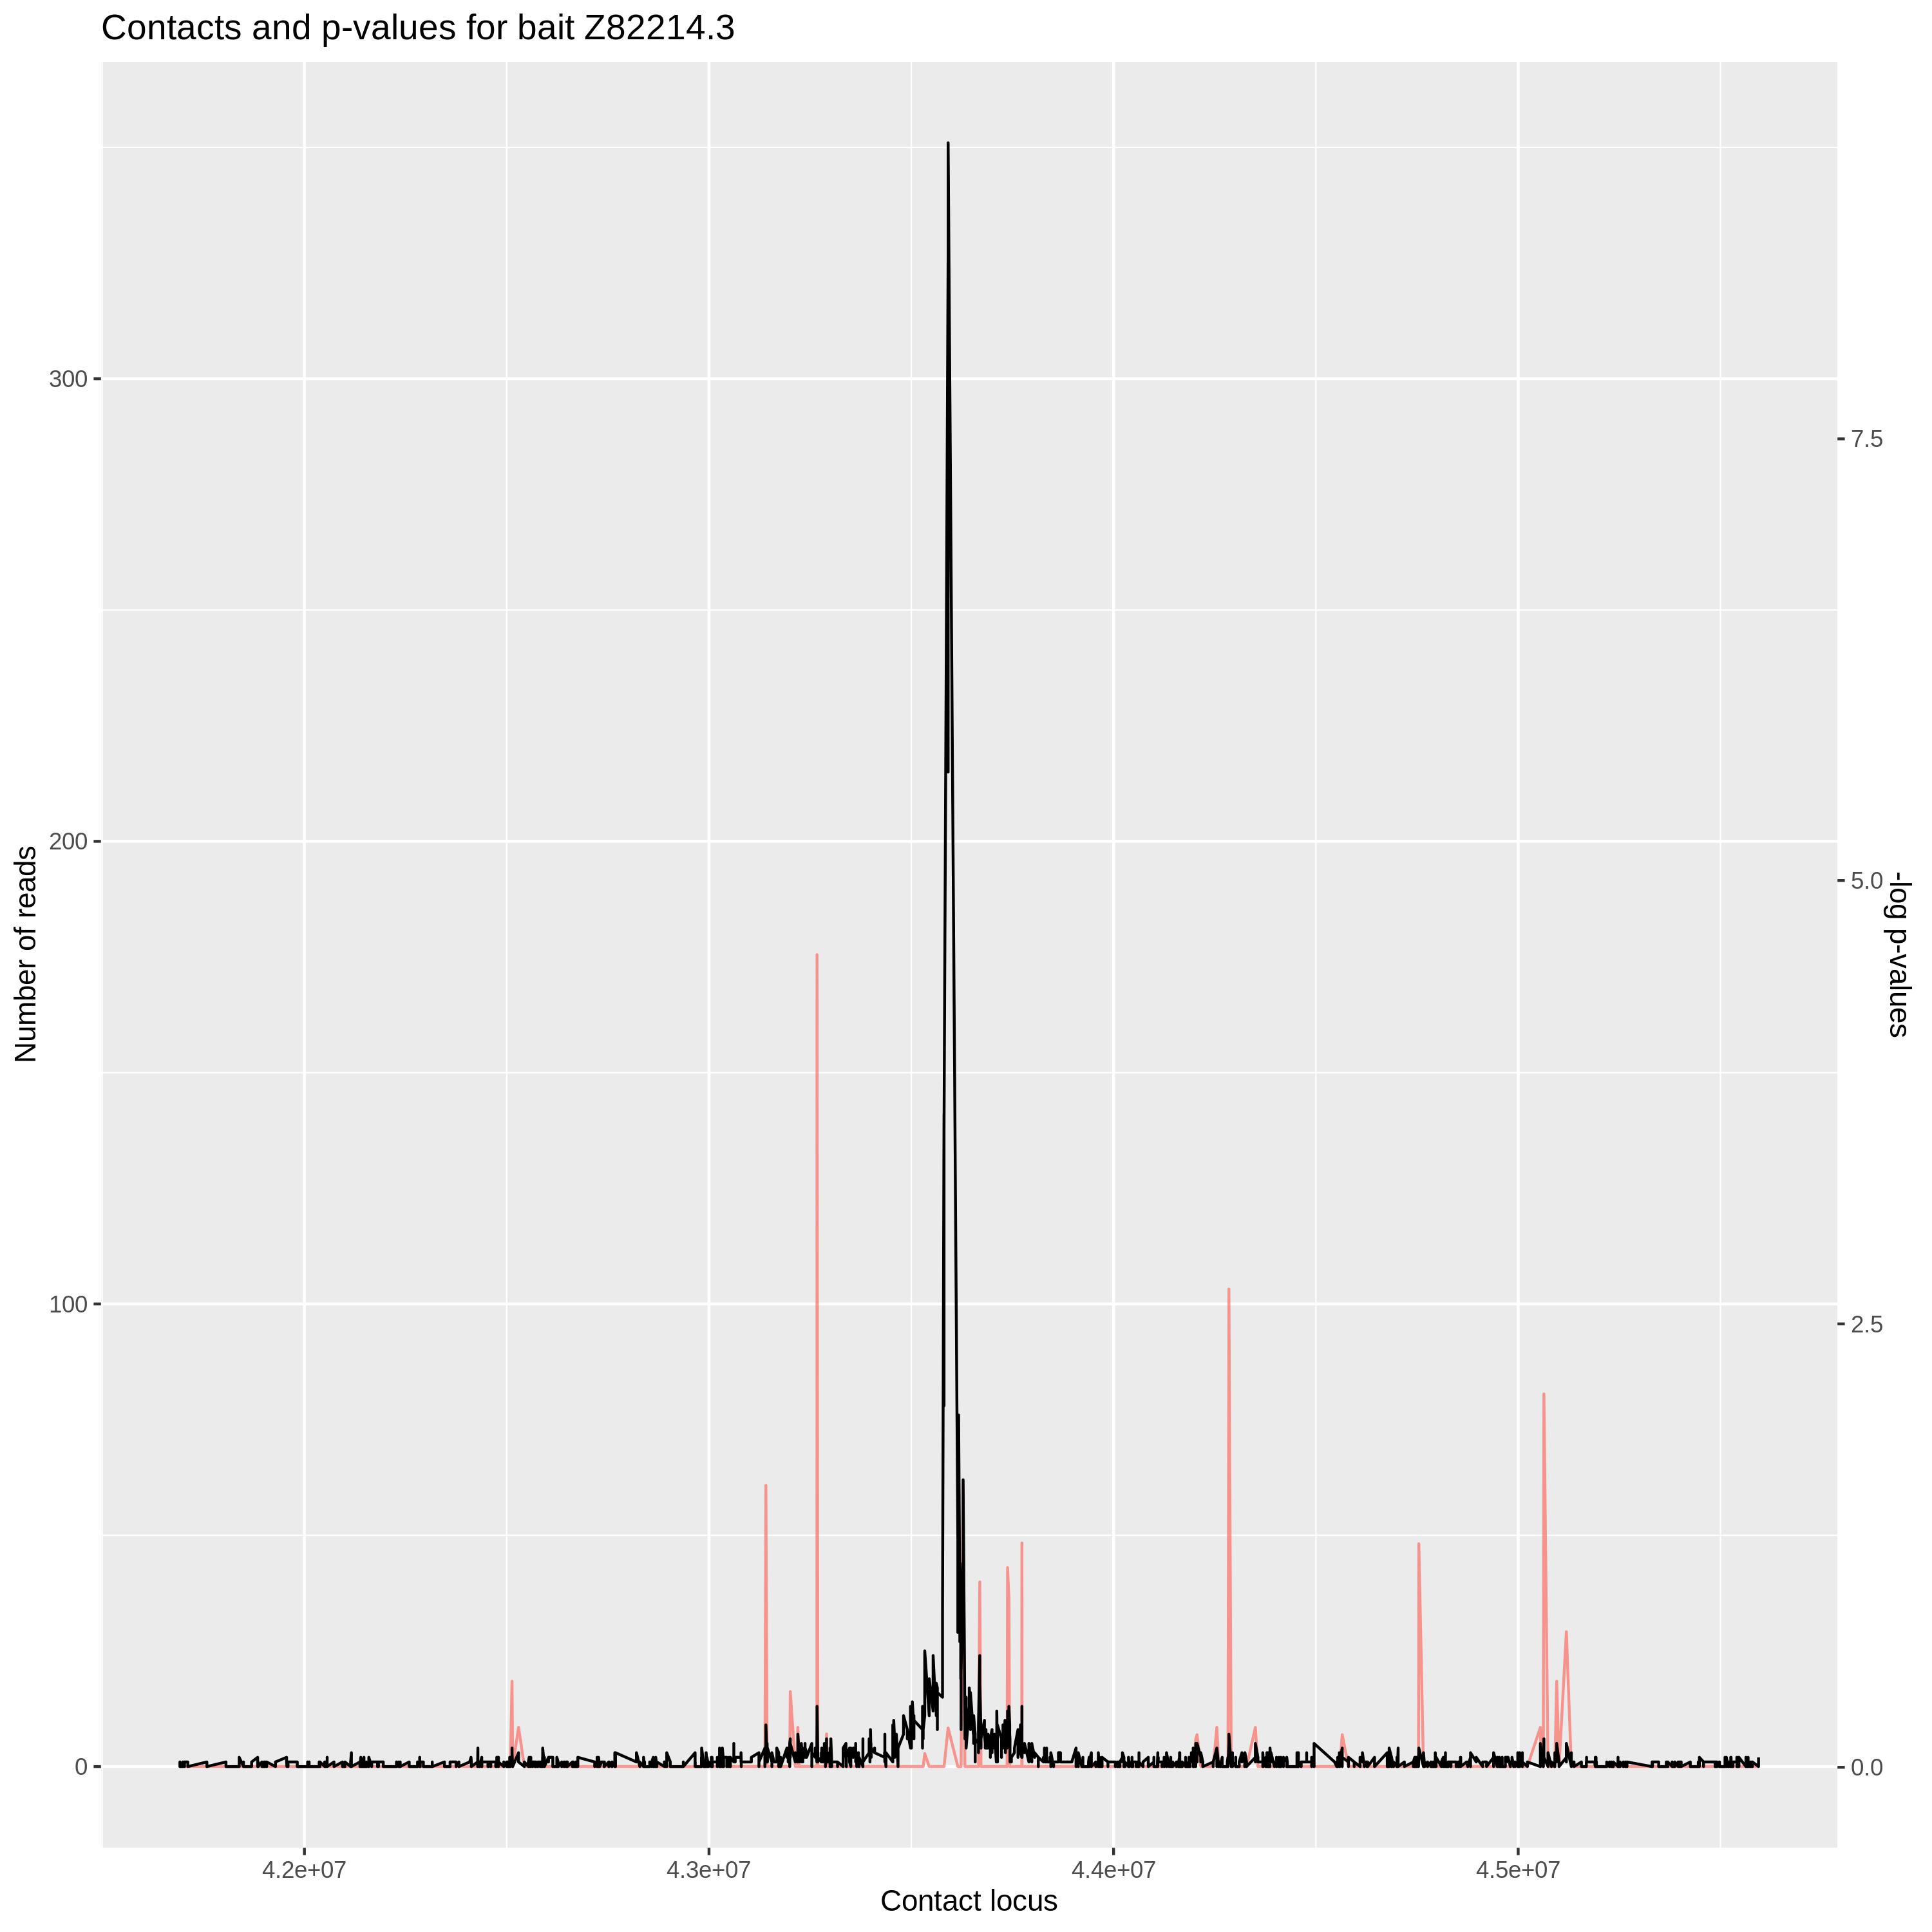 Contacts and p-values for bait Z82214.3
300
200
100
0
Number of reads
7.5
5.0
2.5
0.0
-log p-values
4.2e+07
4.3e+07
4.4e+07
4.5e+07
Contact locus